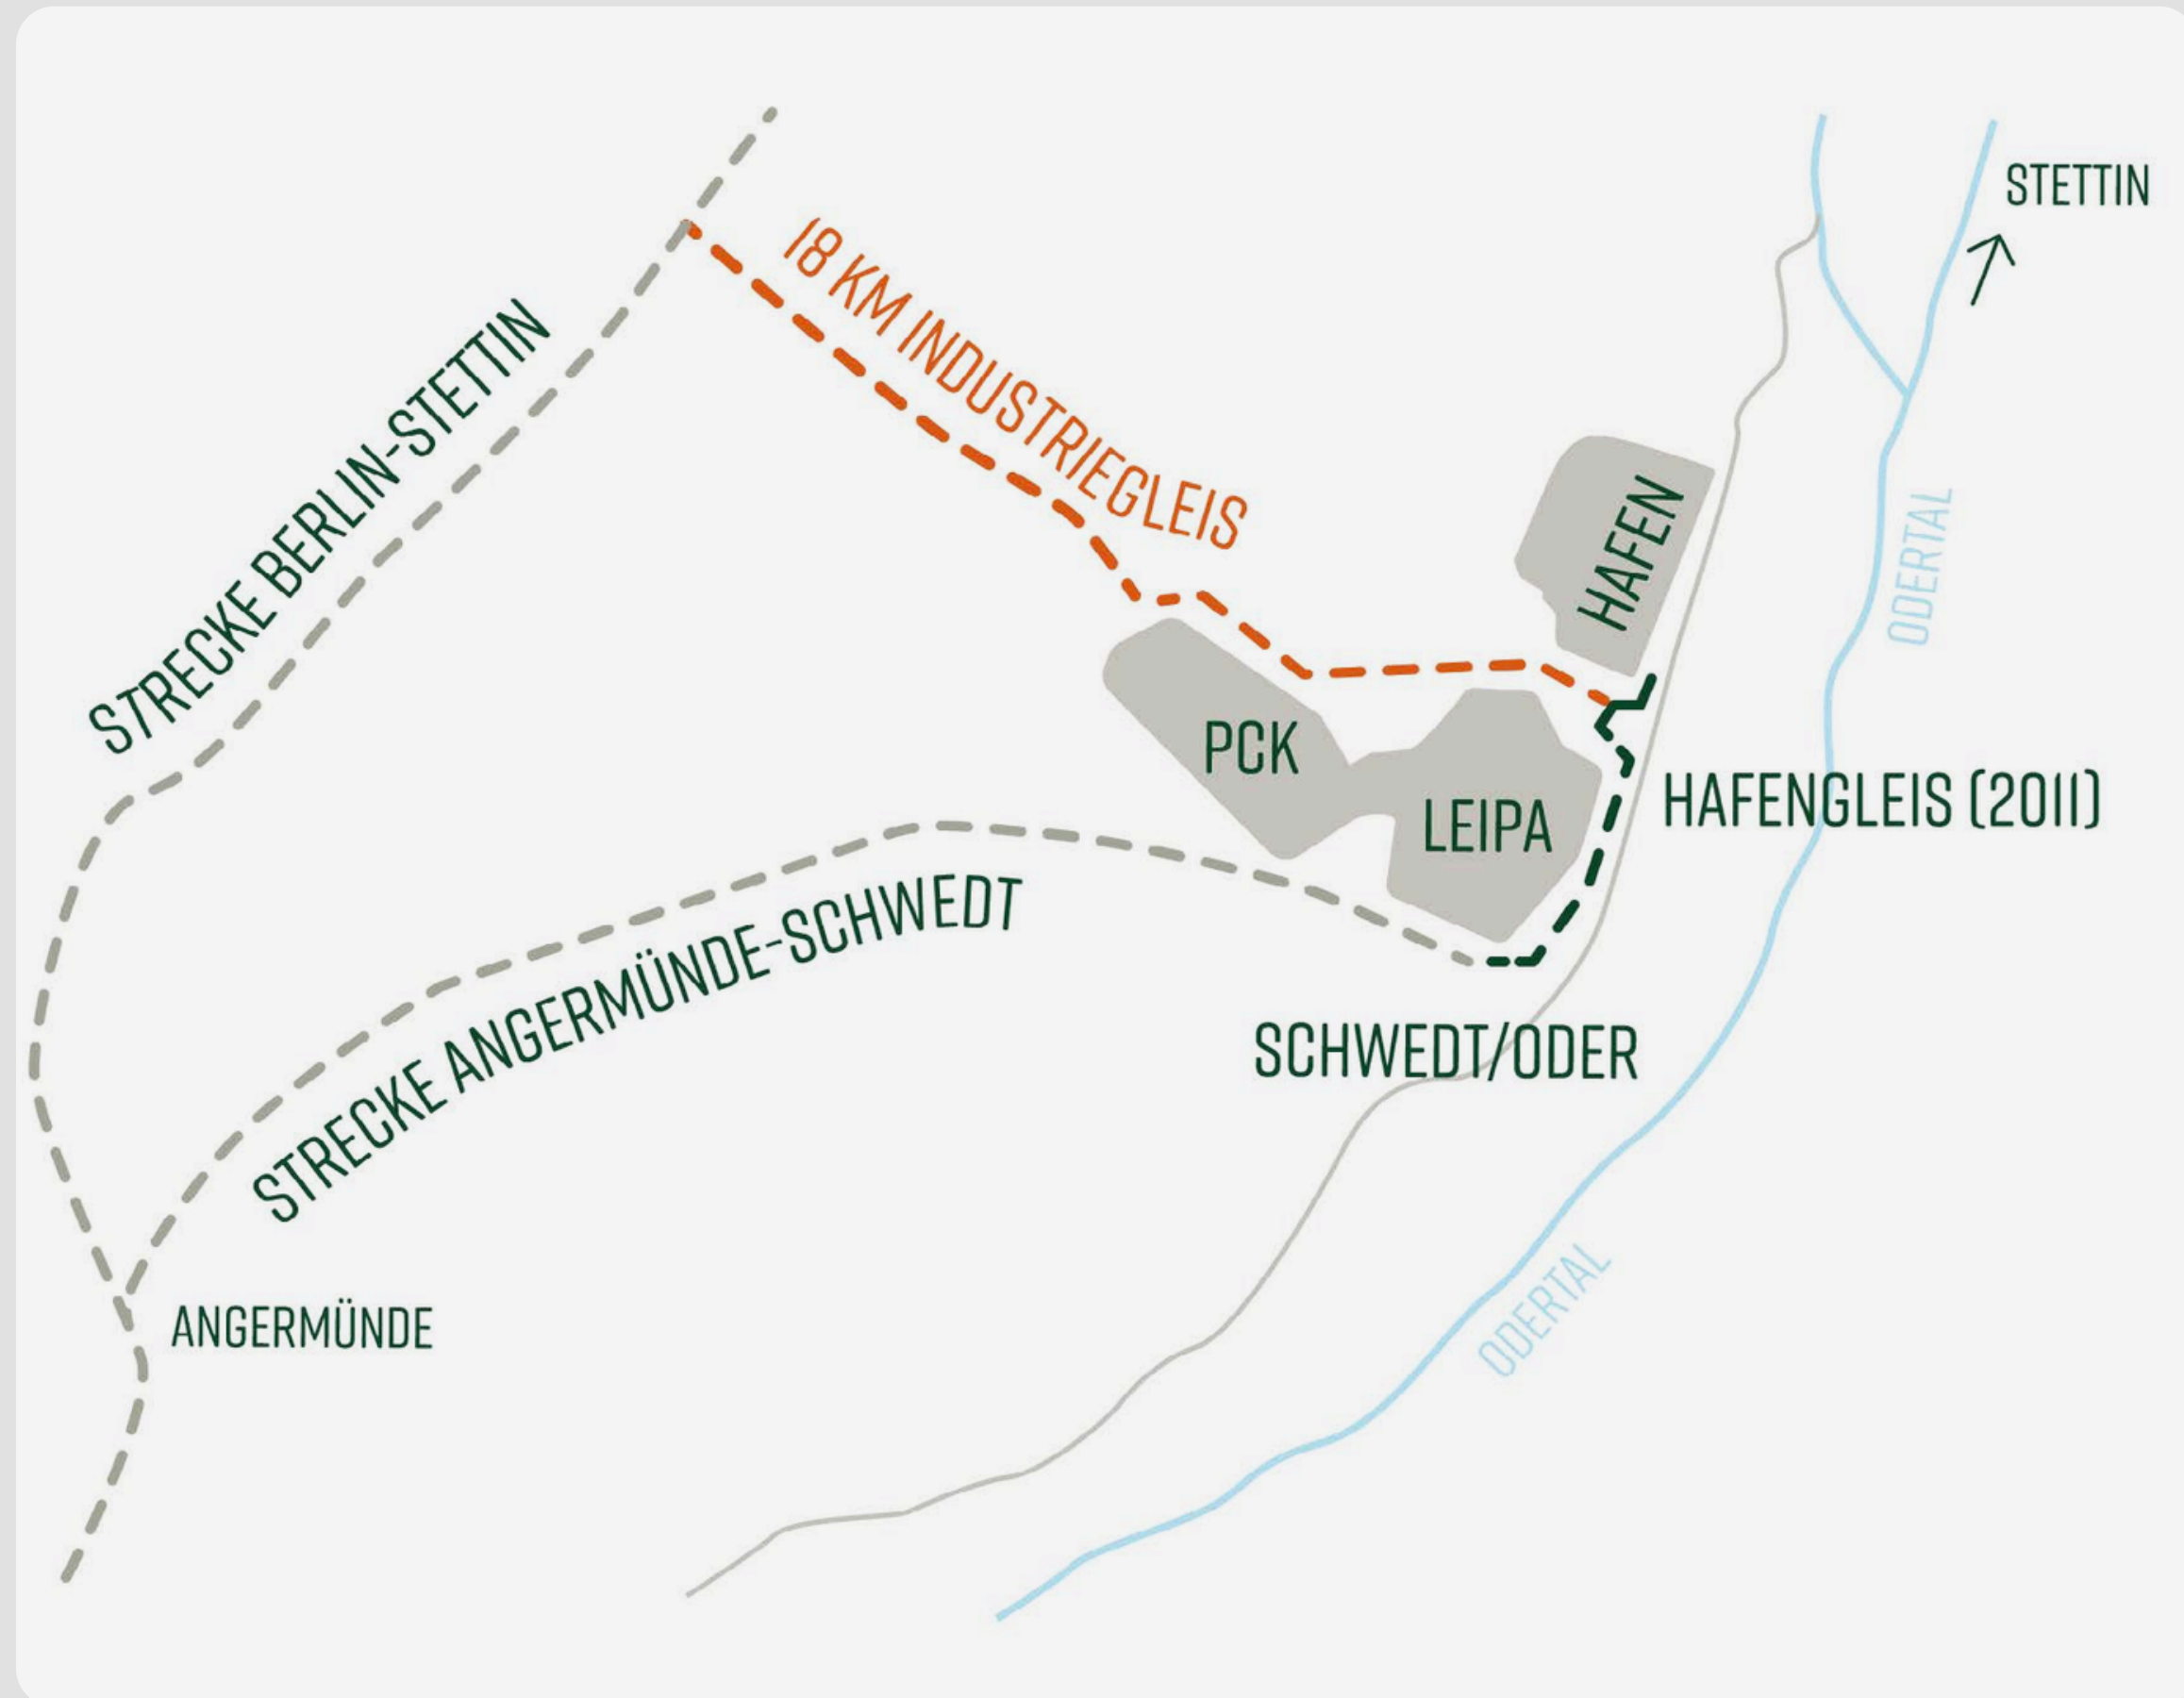 STETTIN
18 KM INDUSTRIEGLEIS
STRECKE BERLIN-STETTIN
HAFEN
ODERTAL
PCK
LEIPA
HAFENGLEIS (2011)
STRECKE ANGERMÜNDE-SCHWEDT
SCHWEDT/ODER
ODERTAL
ANGERMÜNDE